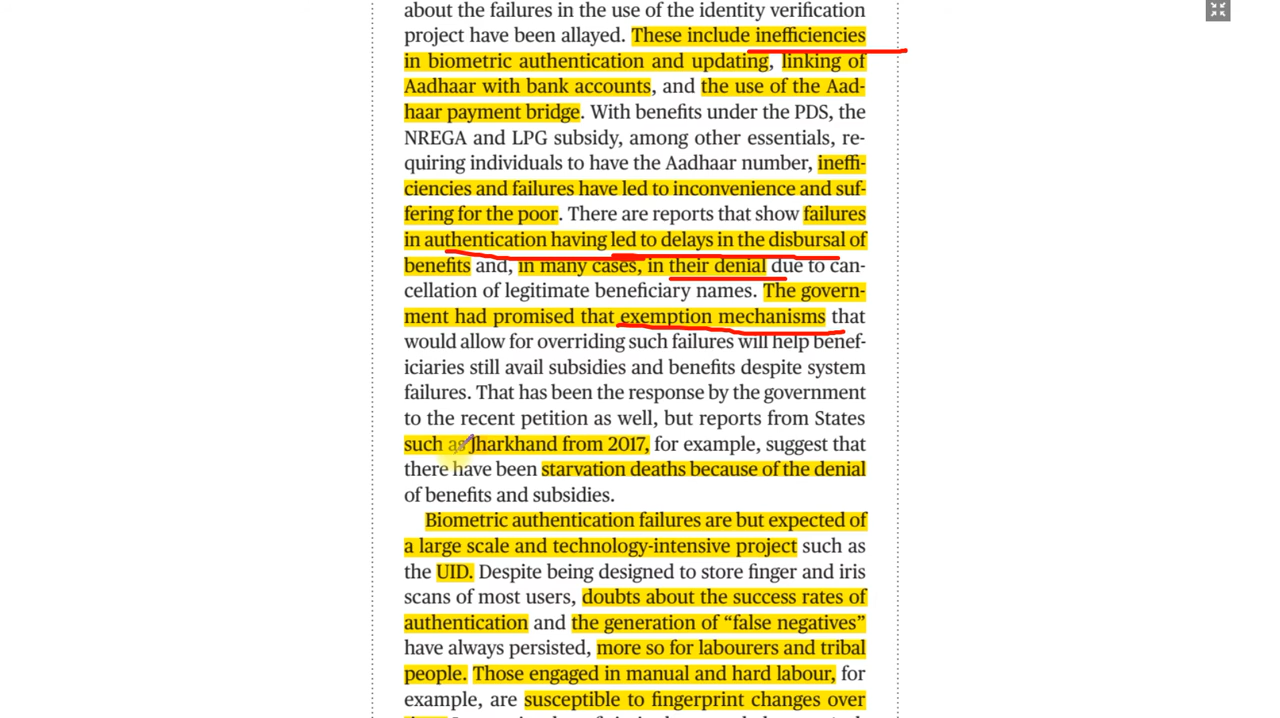 about the failures in the use of the identity verification
project have been allayed. These include inefficiencies
in biometric authentication and updating, linking of
Aadhaar with bank accounts, and the use of the Aad-
haar payment bridge. With benefits under the PDS, the
NREGA and LPG subsidy, among other essentials, re-
quiring individuals to have the Aadhaar number, ineffi-
ciencies and failures have led to inconvenience and suf-
fering for the poor. There are reports that show failures
in authentication having led to delays in the disbursal of
benefits and, in many cases, in their denial due to can-
cellation of legitimate beneficiary names. The govern-
ment had promised that exemption mechanisms that
would allow for overriding such failures will help benef-
iciaries still avail subsidies and benefits despite system
failures. That has been the response by the government
to the recent petition as well, but reports from States
such as Jharkhand from 2017, for example, suggest that
there have been starvation deaths because of the denial
of benefits and subsidies.
Biometric authentication failures are but expected of
a large scale and technology-intensive project such as
the UID. Despite being designed to store finger and iris
scans of most users, doubts about the success rates of
authentication and the generation of “false negatives”
have always persisted, more so for labourers and tribal
people. Those engaged in manual and hard labour, for
example, are susceptible to fingerprint changes over